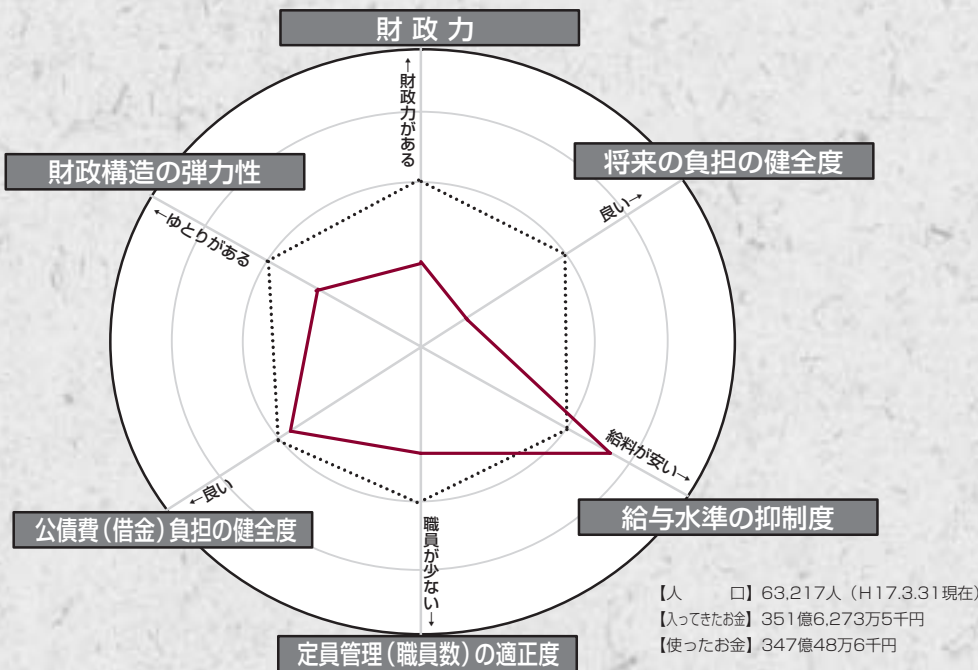 財政力
←財政力がある
財政構造の弾力性
←ゆとりがある
将来の負担の健全度
良い→
公債費(借金)負担の健全度
←良い
給料が安い→
給与水準の抑制度
職員が少ない→
定員管理(職員数)の適正度
【人　　口】63,217人（H17.3.31現在）
【入ってきたお金】351億6,273万5千円
【使ったお金】347億48万6千円